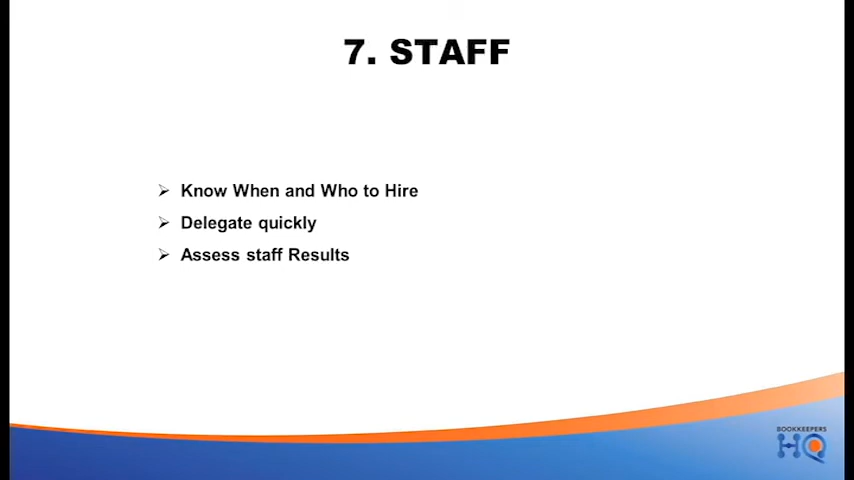 7. STAFF
Know When and Who to Hire
Delegate quickly
Assess staff Results
BOOKKEEPERS
HQ